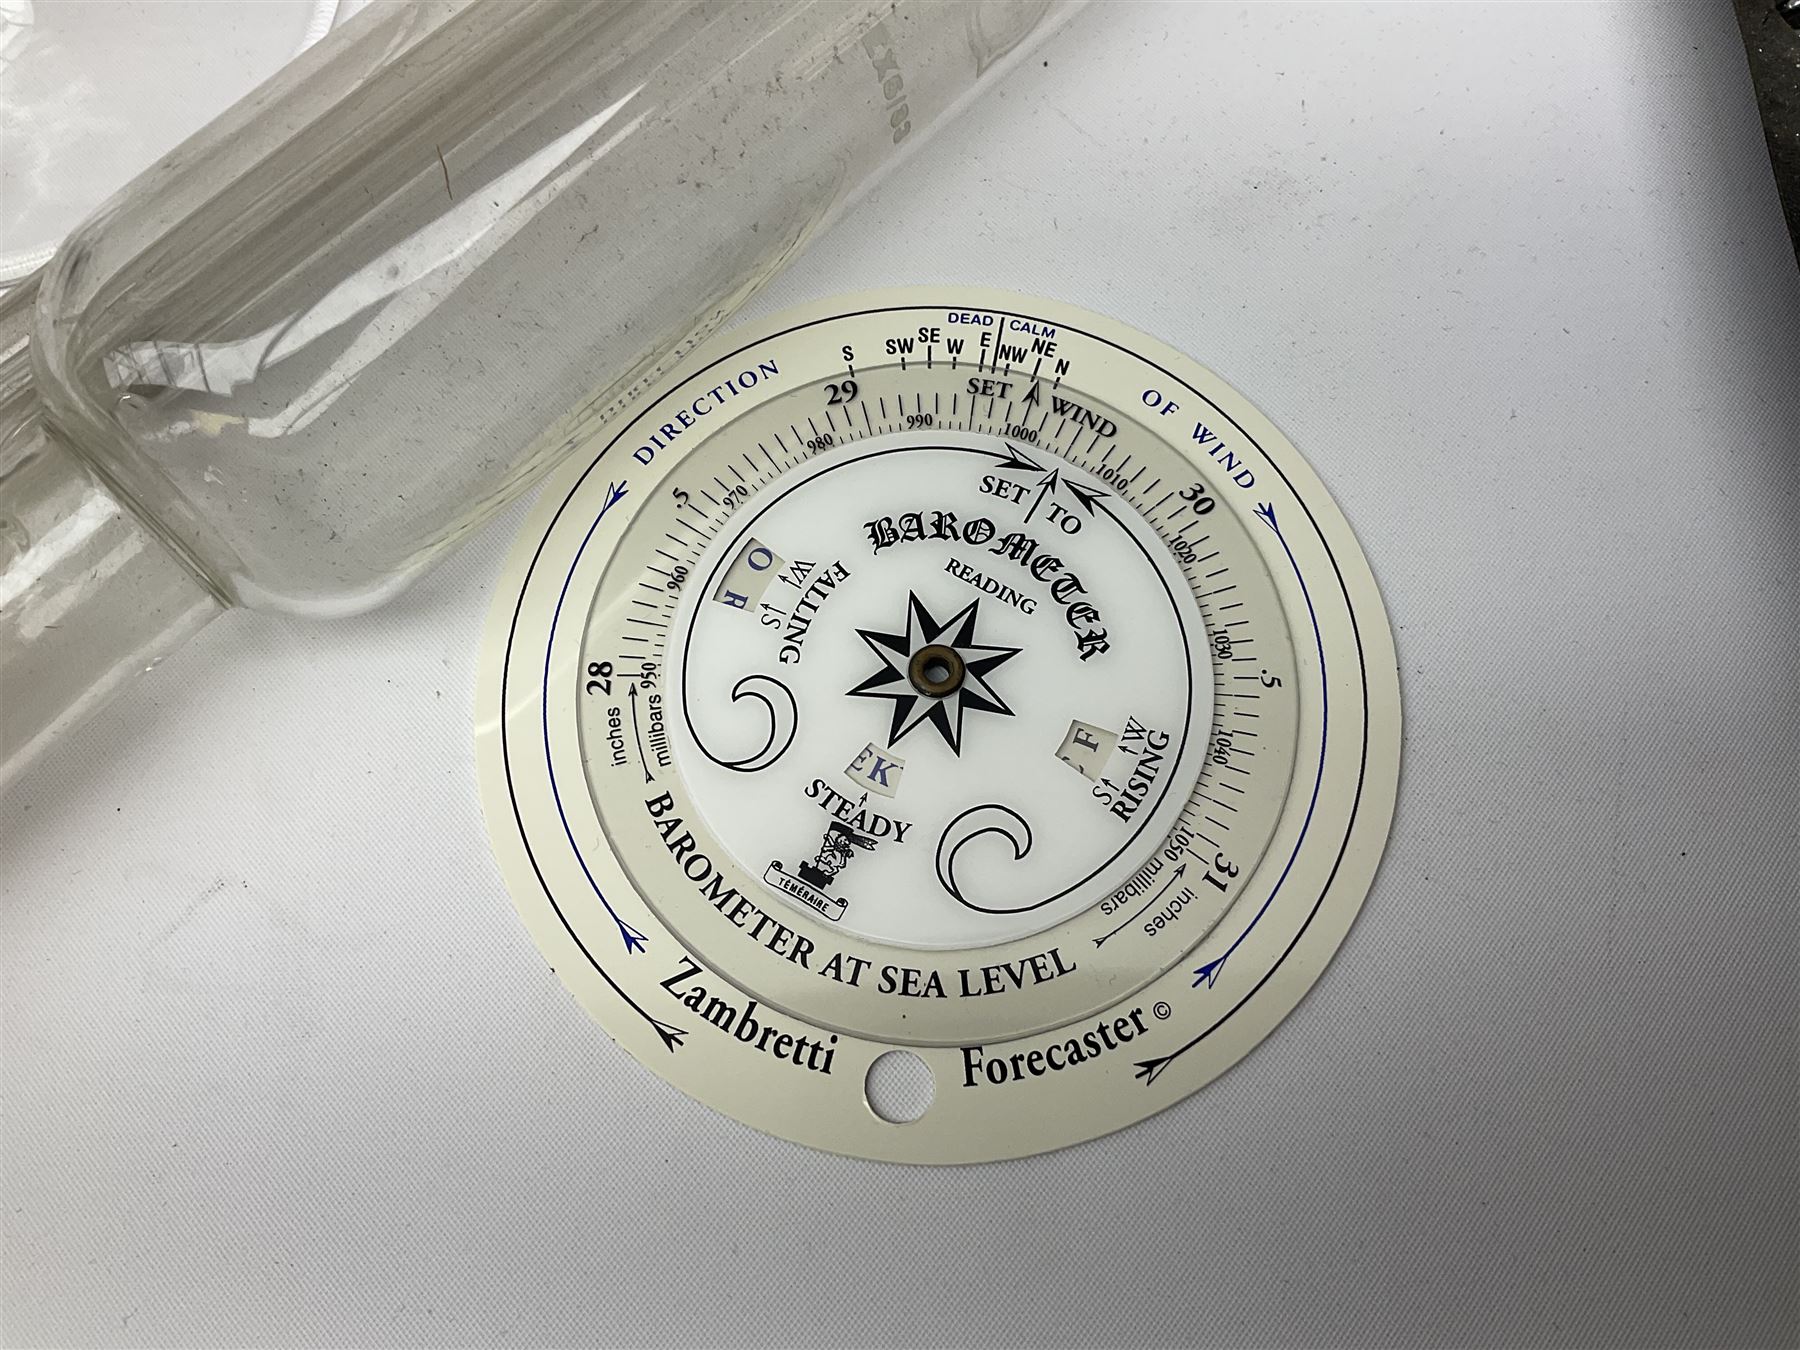 DEAD CALM
S SW SE W E NW NE N
DIRECTION OF WIND
SET WIND
28 .5 29 30 .5 31
950 960 970 980 990 1000 1010 1020 1030 1040 1050 millibars
inches
millibars
inches
SET TO
BAROMETER
READING
O R
W S
FALLING
EK
STEADY
F
S W
RISING
TÉMÉRAIRE
BAROMETER AT SEA LEVEL
Zambretti Forecaster ©